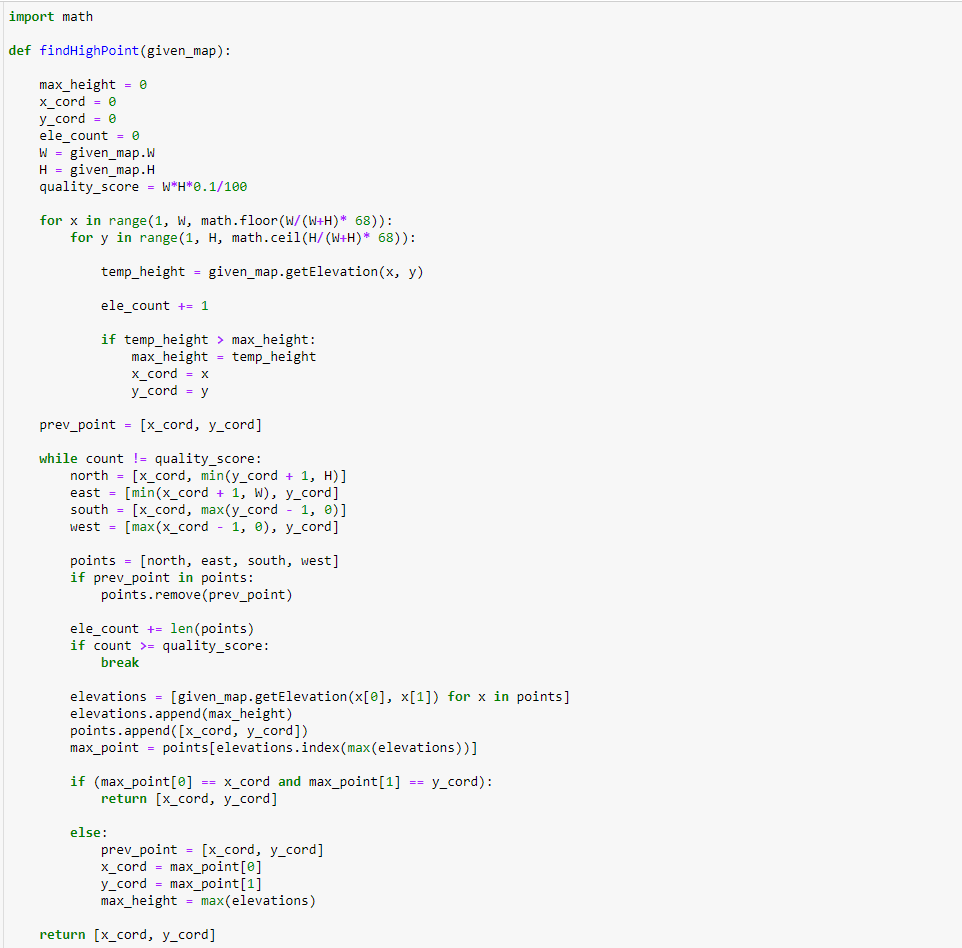 import math
def findHighPoint(given_map):
    max_height = 0
    x_cord = 0
    y_cord = 0
    ele_count = 0
    W = given_map.W
    H = given_map.H
    quality_score = W*H*0.1/100
    for x in range(1, W, math.floor(W/(W+H)* 68)):
        for y in range(1, H, math.ceil(H/(W+H)* 68)):
            temp_height = given_map.getElevation(x, y)
            ele_count += 1
            if temp_height > max_height:
                max_height = temp_height
                x_cord = x
                y_cord = y
    prev_point = [x_cord, y_cord]
    while count != quality_score:
        north = [x_cord, min(y_cord + 1, H)]
        east = [min(x_cord + 1, W), y_cord]
        south = [x_cord, max(y_cord - 1, 0)]
        west = [max(x_cord - 1, 0), y_cord]
        points = [north, east, south, west]
        if prev_point in points:
            points.remove(prev_point)
        ele_count += len(points)
        if count >= quality_score:
            break
        elevations = [given_map.getElevation(x[0], x[1]) for x in points]
        elevations.append(max_height)
        points.append([x_cord, y_cord])
        max_point = points[elevations.index(max(elevations))]
        if (max_point[0] == x_cord and max_point[1] == y_cord):
            return [x_cord, y_cord]
        else:
            prev_point = [x_cord, y_cord]
            x_cord = max_point[0]
            y_cord = max_point[1]
            max_height = max(elevations)
    return [x_cord, y_cord]